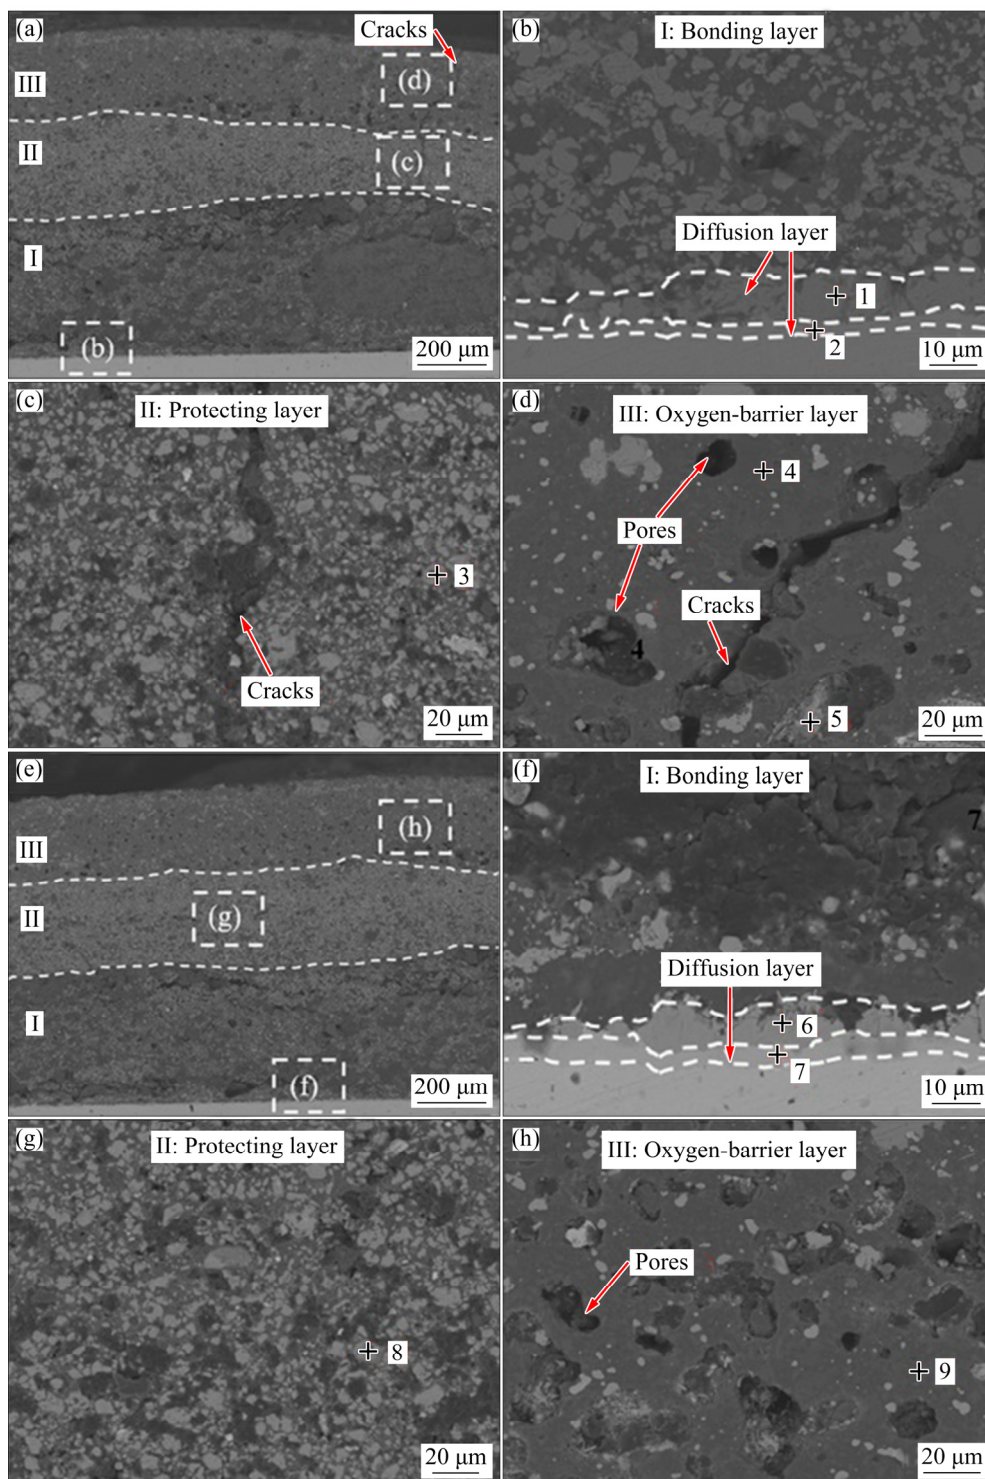 (a)
Cracks
III
(d)
II
(c)
I
(b)
200 μm
(b)
I: Bonding layer
Diffusion layer
1
2
10 μm
(c)
II: Protecting layer
3
Cracks
20 μm
(d)
III: Oxygen-barrier layer
4
Pores
Cracks
4
5
20 μm
(e)
(h)
III
(g)
II
I
(f)
200 μm
(f)
I: Bonding layer
7
Diffusion layer
6
7
10 μm
(g)
II: Protecting layer
8
20 μm
(h)
III: Oxygen-barrier layer
Pores
9
20 μm